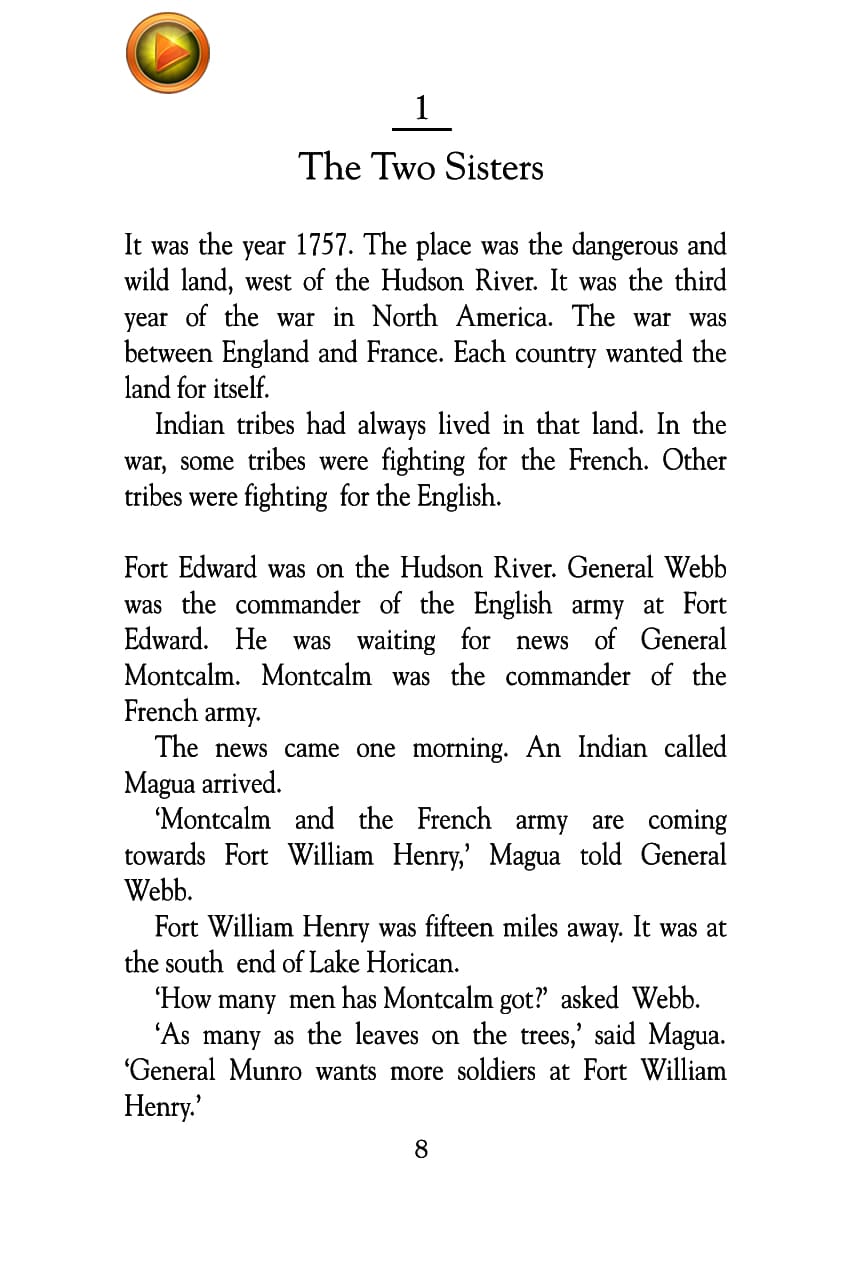 1
The Two Sisters
It was the year 1757. The place was the dangerous and
wild land, west of the Hudson River. It was the third
year of the war in North America. The war was
between England and France. Each country wanted the
land for itself.
Indian tribes had always lived in that land. In the
war, some tribes were fighting for the French. Other
tribes were fighting for the English.
Fort Edward was on the Hudson River. General Webb
was the commander of the English army at Fort
Edward. He was waiting for news of General
Montcalm. Montcalm was the commander of the
French army.
The news came one morning. An Indian called
Magua arrived.
‘Montcalm and the French army are coming
towards Fort William Henry,’ Magua told General
Webb.
Fort William Henry was fifteen miles away. It was at
the south end of Lake Horican.
‘How many men has Montcalm got?’ asked Webb.
‘As many as the leaves on the trees,’ said Magua.
‘General Munro wants more soldiers at Fort William
Henry.’
8